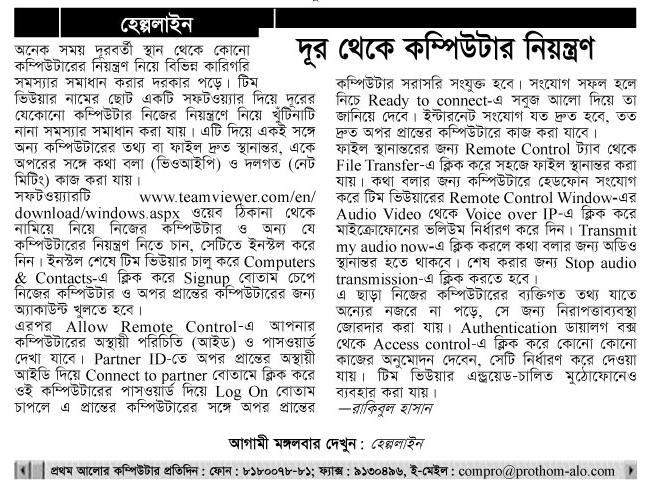 হেল্পলাইন
দূর থেকে কম্পিউটার নিয়ন্ত্রণ
অনেক সময় দূরবর্তী স্থান থেকে কোনো
কম্পিউটারের নিয়ন্ত্রণ নিয়ে বিভিন্ন কারিগরি
সমস্যার সমাধান করার দরকার পড়ে। টিম
ভিউয়ার নামের ছোট একটি সফটওয়্যার দিয়ে দূরের
যেকোনো কম্পিউটার নিজের নিয়ন্ত্রণে নিয়ে খুঁটিনাটি
নানা সমস্যার সমাধান করা যায়। এটি দিয়ে একই সঙ্গে
অন্য কম্পিউটারের তথ্য বা ফাইল দ্রুত স্থানান্তর, একে
অপরের সঙ্গে কথা বলা (ভিওআইপি) ও দলগত (নেট
মিটিং) কাজ করা যায়।
সফটওয়্যারটি www.teamviewer.com/en/
download/windows.aspx ওয়েব ঠিকানা থেকে
নামিয়ে নিয়ে নিজের কম্পিউটার ও অন্য যে
কম্পিউটারের নিয়ন্ত্রণ নিতে চান, সেটিতে ইনস্টল করে
নিন। ইনস্টল শেষে টিম ভিউয়ার চালু করে Computers
& Contacts-এ ক্লিক করে Signup বোতাম চেপে
নিজের কম্পিউটার ও অপর প্রান্তের কম্পিউটারের জন্য
অ্যাকাউন্ট খুলতে হবে।
এরপর Allow Remote Control-এ আপনার
কম্পিউটারের অস্থায়ী পরিচিতি (আইড) ও পাসওয়ার্ড
দেখা যাবে। Partner ID-তে অপর প্রান্তের অস্থায়ী
আইডি দিয়ে Connect to partner বোতামে ক্লিক করে
ওই কম্পিউটারের পাসওয়ার্ড দিয়ে Log On বোতাম
চাপলে এ প্রান্তের কম্পিউটারের সঙ্গে অপর প্রান্তের
কম্পিউটার সরাসরি সংযুক্ত হবে। সংযোগ সফল হলে
নিচে Ready to connect-এ সবুজ আলো দিয়ে তা
জানিয়ে দেবে। ইন্টারনেট সংযোগ যত দ্রুত হবে, তত
দ্রুত অপর প্রান্তের কম্পিউটারে কাজ করা যাবে।
ফাইল স্থানান্তরের জন্য Remote Control ট্যাব থেকে
File Transfer-এ ক্লিক করে সহজে ফাইল স্থানান্তর করা
যায়। কথা বলার জন্য কম্পিউটারে হেডফোন সংযোগ
করে টিম ভিউয়ারের Remote Control Window-এর
Audio Video থেকে Voice over IP-এ ক্লিক করে
মাইক্রোফোনের ভলিউম নির্ধারণ করে দিন। Transmit
my audio now-এ ক্লিক করলে কথা বলার জন্য অডিও
স্থানান্তর হতে থাকবে। শেষ করার জন্য Stop audio
transmission-এ ক্লিক করতে হবে।
এ ছাড়া নিজের কম্পিউটারের ব্যক্তিগত তথ্য যাতে
অন্যের নজরে না পড়ে, সে জন্য নিরাপত্তাব্যবস্থা
জোরদার করা যায়। Authentication ডায়ালগ বক্স
থেকে Access control-এ ক্লিক করে কোনো কোনো
কাজের অনুমোদন দেবেন, সেটি নির্ধারণ করে দেওয়া
যায়। টিম ভিউয়ার এন্ড্রয়েড-চালিত মুঠোফোনেও
ব্যবহার করা যায়।
—রাকিবুল হাসান
আগামী মঙ্গলবার দেখুন : হেল্পলাইন
প্রথম আলোর কম্পিউটার প্রতিদিন : ফোন : ৮১৪০০৭৮-৮১; ফ্যাক্স : ৯১৩০৪৯৬, ই-মেইল : compro@prothom-alo.com